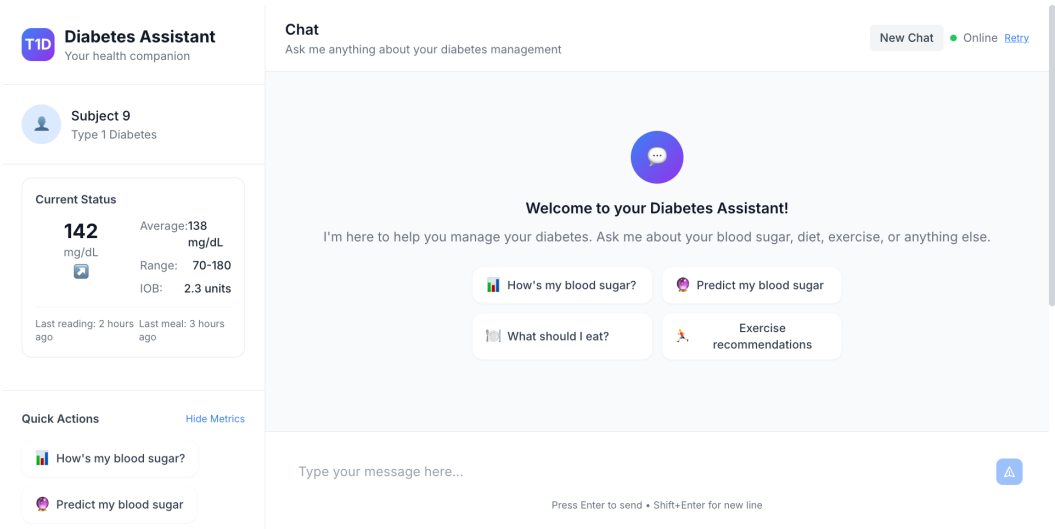 T1D
Diabetes Assistant
Your health companion
Subject 9
Type 1 Diabetes
Current Status
142
mg/dL
Average:138
mg/dL
Range: 70-180
IOB: 2.3 units
Last reading: 2 hours
ago
Last meal: 3 hours
ago
Quick Actions
Hide Metrics
How's my blood sugar?
Predict my blood sugar
Chat
Ask me anything about your diabetes management
New Chat
Online
Retry
Welcome to your Diabetes Assistant!
I'm here to help you manage your diabetes. Ask me about your blood sugar, diet, exercise, or anything else.
How's my blood sugar?
Predict my blood sugar
What should I eat?
Exercise
recommendations
Type your message here...
Press Enter to send • Shift+Enter for new line